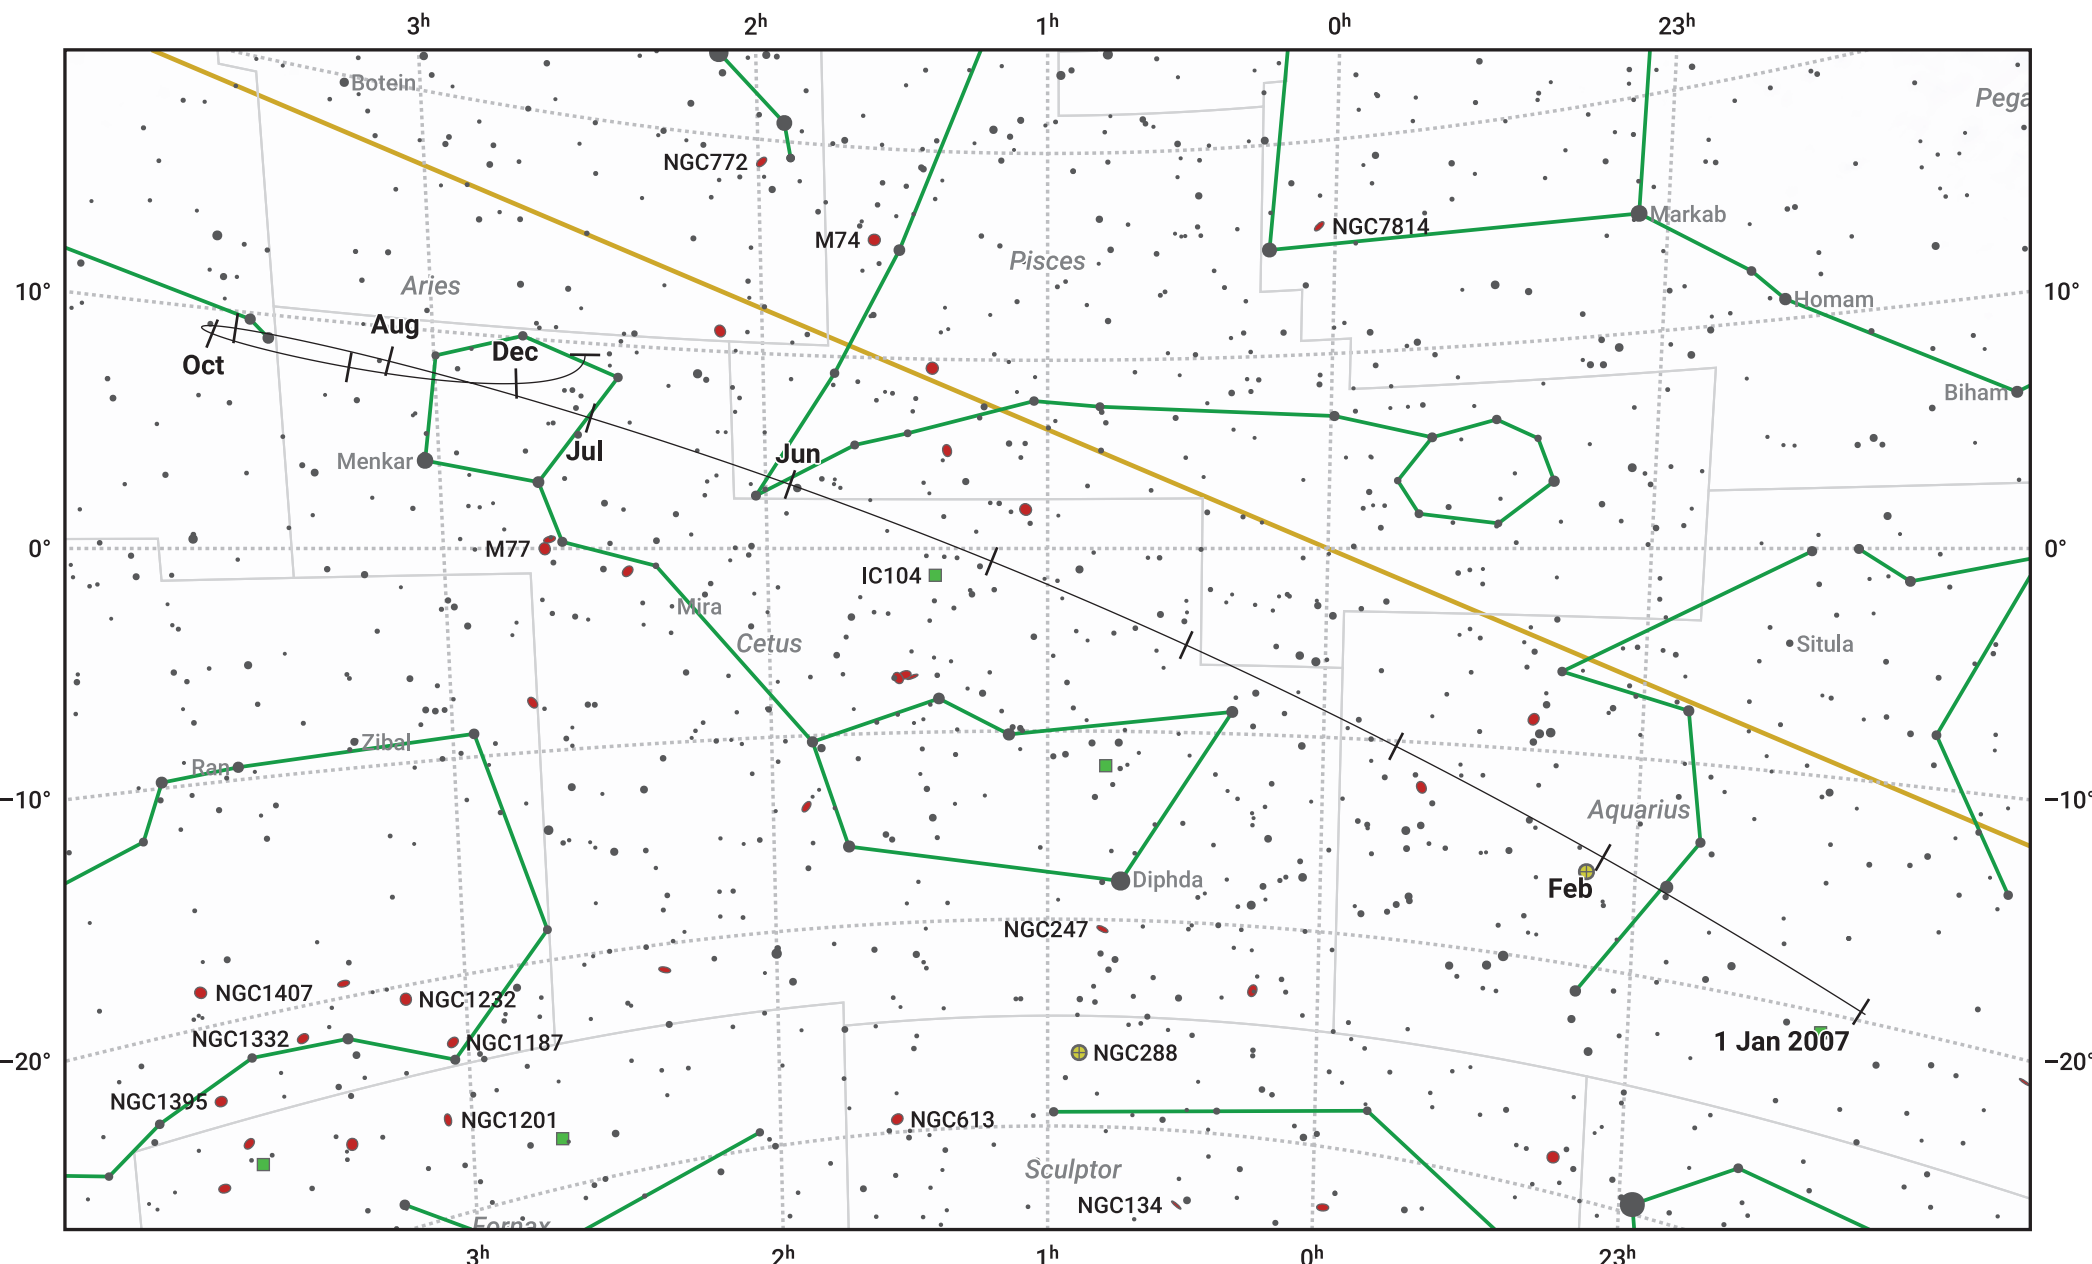 3h 2h 1h 0h 23h
Botein
Pega
NGC772
M74
NGC7814
Markab
Pisces
Aries
10°
10°
Homam
Aug
Oct
Dec
Biham
Jul
Jun
Menkar
0°
M77
0°
IC104
Mira
Cetus
Situla
Zibal
Ran
−10°
−10°
Aquarius
Diphda
Feb
NGC247
NGC1407
NGC1232
NGC1332
NGC1187
1 Jan 2007
NGC288
−20°
−20°
NGC1395
NGC1201
NGC613
Sculptor
NGC134
Fornax
3h 2h 1h 0h 23h